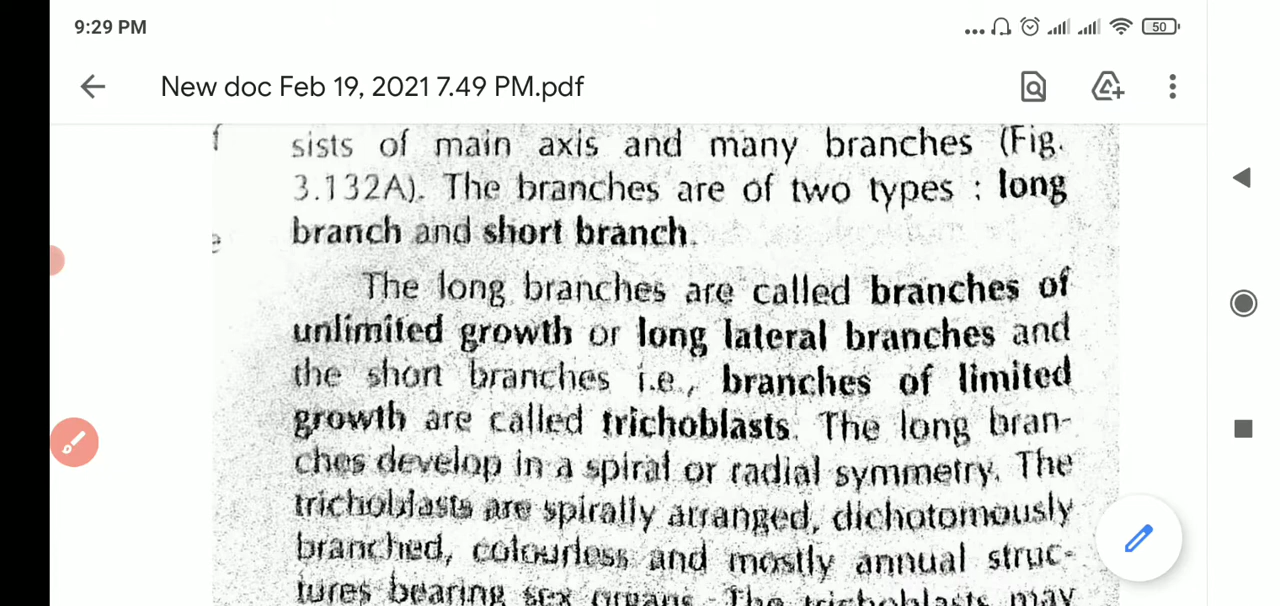 9:29 PM
50
New doc Feb 19, 2021 7.49 PM.pdf
sists of main axis and many branches (Fig.
3.132A). The branches are of two types : long
branch and short branch.
The long branches are called branches of
unlimited growth or long lateral branches and
the short branches i.e., branches of limited
growth are called trichoblasts. The long bran-
ches develop in a spiral or radial symmetry. The
trichoblasts are spirally arranged, dichotomously
branched, colourless and mostly annual struc-
tures bearing sex organs. The trichoblasts may